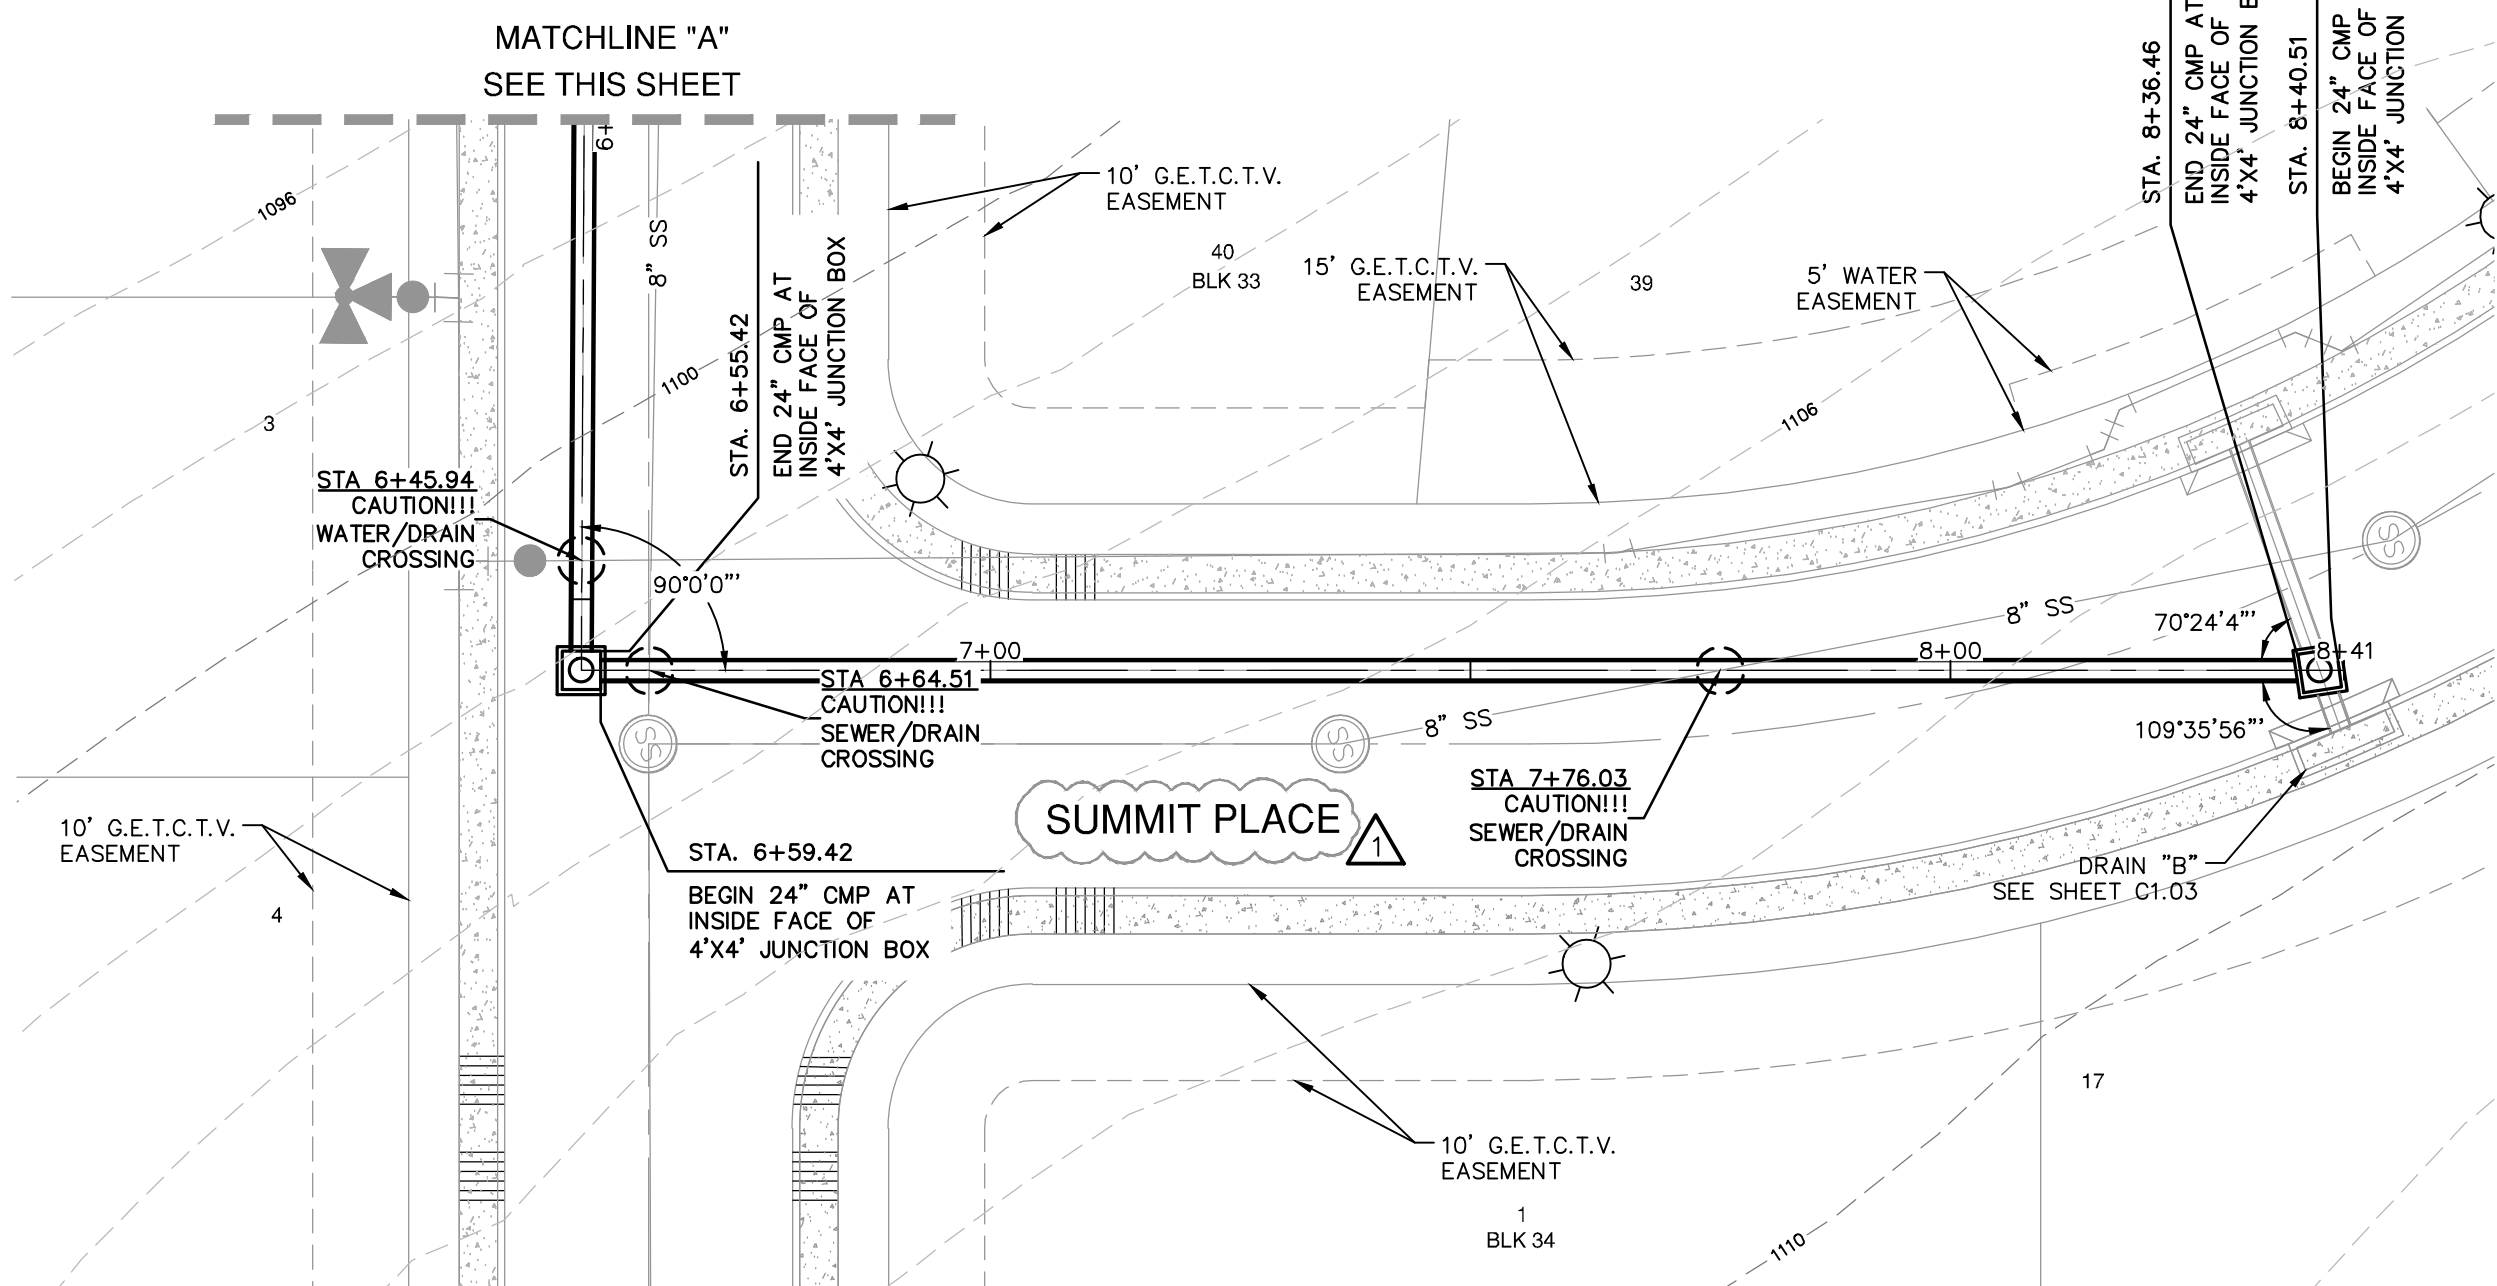 MATCHLINE "A"
SEE THIS SHEET
STA. 8+36.46
END 24" CMP AT
INSIDE FACE OF
4'X4' JUNCTION B
STA. 8+40.51
BEGIN 24" CMP
INSIDE FACE OF
4'X4' JUNCTION
6+
1096
8" SS
10' G.E.T.C.T.V.
EASEMENT
40
BLK 33
15' G.E.T.C.T.V.
EASEMENT
39
5' WATER
EASEMENT
STA. 6+55.42
END 24" CMP AT
INSIDE FACE OF
4'X4' JUNCTION BOX
1100
3
1106
STA 6+45.94
CAUTION!!!
WATER/DRAIN
CROSSING
90°0'0"'
SS
8" SS
70°24'4"'
7+00
8+00
8+41
STA 6+64.51
CAUTION!!!
SEWER/DRAIN
CROSSING
SS
SS
8" SS
109°35'56"'
STA 7+76.03
CAUTION!!!
SEWER/DRAIN
CROSSING
SUMMIT PLACE
1
10' G.E.T.C.T.V.
EASEMENT
STA. 6+59.42
BEGIN 24" CMP AT
INSIDE FACE OF
4'X4' JUNCTION BOX
DRAIN "B"
SEE SHEET C1.03
4
17
10' G.E.T.C.T.V.
EASEMENT
1
BLK 34
1110